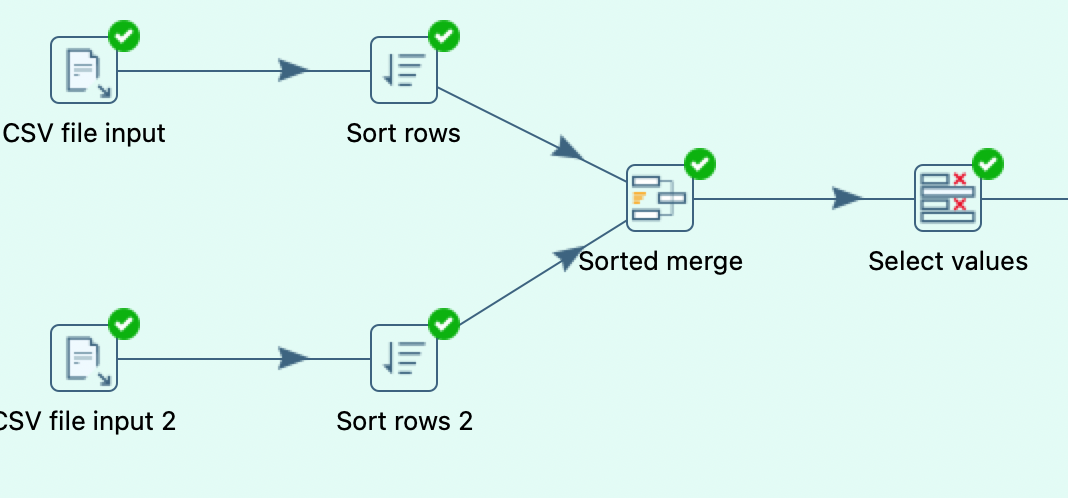 CSV file input
Sort rows
Sorted merge
Select values
CSV file input 2
Sort rows 2